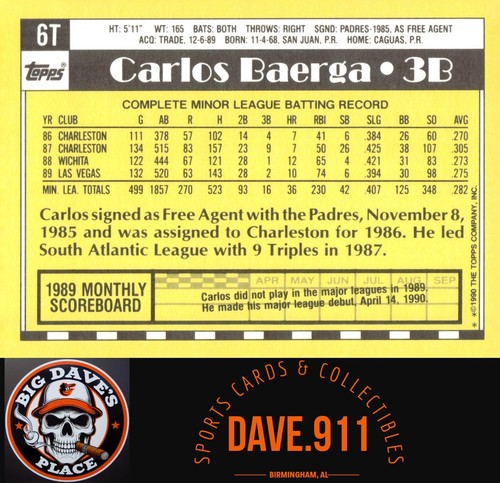 6T
HT: 5'11" WT: 165 BATS: BOTH THROWS: RIGHT SGND: PADRES-1985, AS FREE AGENT
ACQ: TRADE, 12-6-89 BORN: 11-4-68, SAN JUAN, P.R. HOME: CAGUAS, P.R.
Topps®
Carlos Baerga • 3B
COMPLETE MINOR LEAGUE BATTING RECORD
YR CLUB G AB R H 2B 3B HR RBI SB SLG BB SO AVG
86 CHARLESTON 111 378 57 102 14 4 7 41 6 .384 26 60 .270
87 CHARLESTON 134 515 83 157 23 9 7 50 26 .425 38 107 .305
88 WICHITA 122 444 67 121 28 1 12 65 4 .421 31 83 .273
89 LAS VEGAS 132 520 63 143 28 2 10 74 6 .396 30 98 .275
MIN. LEA. TOTALS 499 1857 270 523 93 16 36 230 42 .407 125 348 .282
Carlos signed as Free Agent with the Padres, November 8,
1985 and was assigned to Charleston for 1986. He led
South Atlantic League with 9 Triples in 1987.
1989 MONTHLY
SCOREBOARD
APR MAY JUN JUL AUG SEP
Carlos did not play in the major leagues in 1989.
He made his major league debut, April 14, 1990.
* ©1990 THE TOPPS COMPANY, INC.
BIG DAVE'S
PLACE
SPORTS CARDS & COLLECTIBLES
DAVE.911
BIRMINGHAM, AL